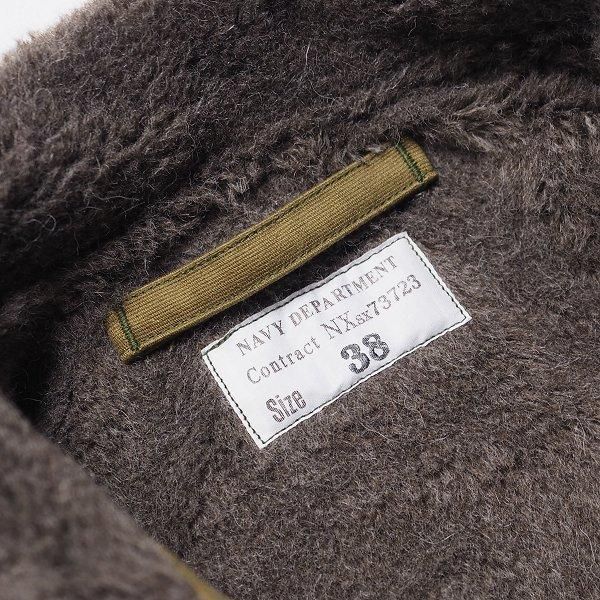 NAVY DEPARTMENT
Contract NXsx73723
Size 38